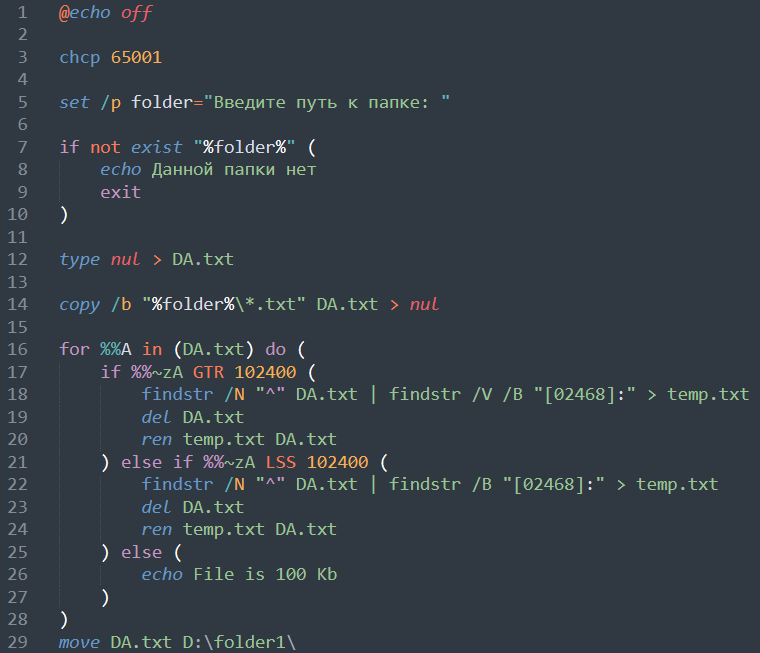 1 @echo off
2
3 chcp 65001
4
5 set /p folder="Введите путь к папке: "
6
7 if not exist "%folder%" (
8     echo Данной папки нет
9     exit
10 )
11
12 type nul > DA.txt
13
14 copy /b "%folder%\*.txt" DA.txt > nul
15
16 for %%A in (DA.txt) do (
17     if %%~zA GTR 102400 (
18         findstr /N "^" DA.txt | findstr /V /B "[02468]:" > temp.txt
19         del DA.txt
20         ren temp.txt DA.txt
21     ) else if %%~zA LSS 102400 (
22         findstr /N "^" DA.txt | findstr /B "[02468]:" > temp.txt
23         del DA.txt
24         ren temp.txt DA.txt
25     ) else (
26         echo File is 100 Kb
27     )
28 )
29 move DA.txt D:\folder1\